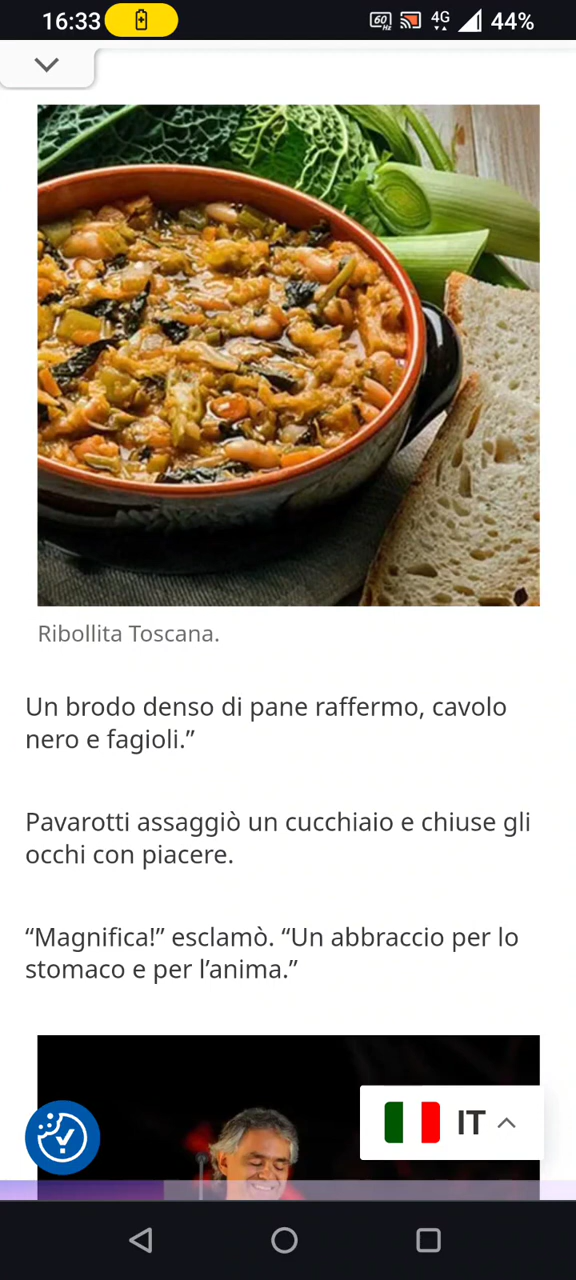 16:33 60Hz 4G 44%
Ribollita Toscana.
Un brodo denso di pane raffermo, cavolo
nero e fagioli.”
Pavarotti assaggiò un cucchiaio e chiuse gli
occhi con piacere.
“Magnifica!” esclamò. “Un abbraccio per lo
stomaco e per l’anima.”
IT